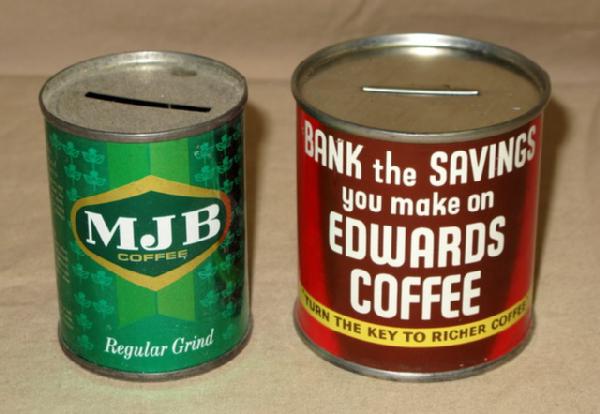 MJB
COFFEE
Regular Grind
BANK the SAVINGS
you make on
EDWARDS
COFFEE
"TURN THE KEY TO RICHER COFFEE